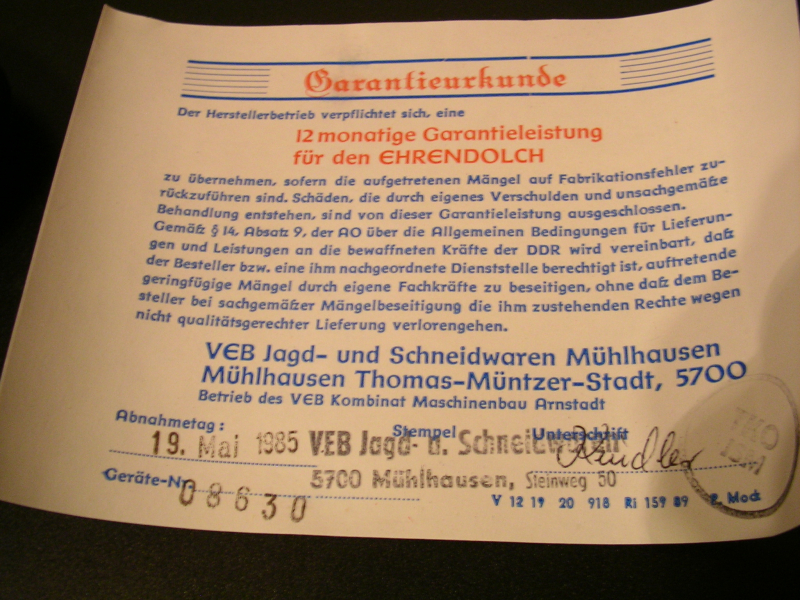 Garantieurkunde
Der Herstellerbetrieb verpflichtet sich, eine
12 monatige Garantieleistung
für den EHRENDOLCH
zu übernehmen, sofern die aufgetretenen Mängel auf Fabrikationsfehler zu-
rückzuführen sind. Schäden, die durch eigenes Verschulden und unsachgemäße
Behandlung entstehen, sind von dieser Garantieleistung ausgeschlossen.
Gemäß § 14, Absatz 9, der AO über die Allgemeinen Bedingungen für Lieferun-
gen und Leistungen an die bewaffneten Kräfte der DDR wird vereinbart, daß
der Besteller bzw. eine ihm nachgeordnete Dienststelle berechtigt ist, auftretende
geringfügige Mängel durch eigene Fachkräfte zu beseitigen, ohne daß dem Be-
steller bei sachgemäßer Mängelbeseitigung die ihm zustehenden Rechte wegen
nicht qualitätsgerechter Lieferung verlorengehen.
VEB Jagd- und Schneidwaren Mühlhausen
Mühlhausen Thomas-Müntzer-Stadt, 5700
Betrieb des VEB Kombinat Maschinenbau Arnstadt
Abnahmetag: Stempel Unterschrift
19. Mai 1985 VEB Jagd- u. Schneidwaren
5700 Mühlhausen, Steinweg 50
Geräte-Nr. 08630
V 12 19 20 918 Ri 159 89
TKO